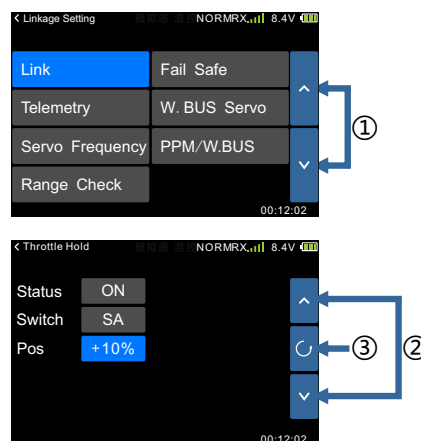 < Linkage Setting NORMRX 8.4V
Link Fail Safe
Telemetry W. BUS Servo
Servo Frequency PPM/W.BUS
Range Check
①
00:12:02
< Throttle Hold NORMRX 8.4V
Status ON
Switch SA
Pos +10%
③ ②
00:12:02